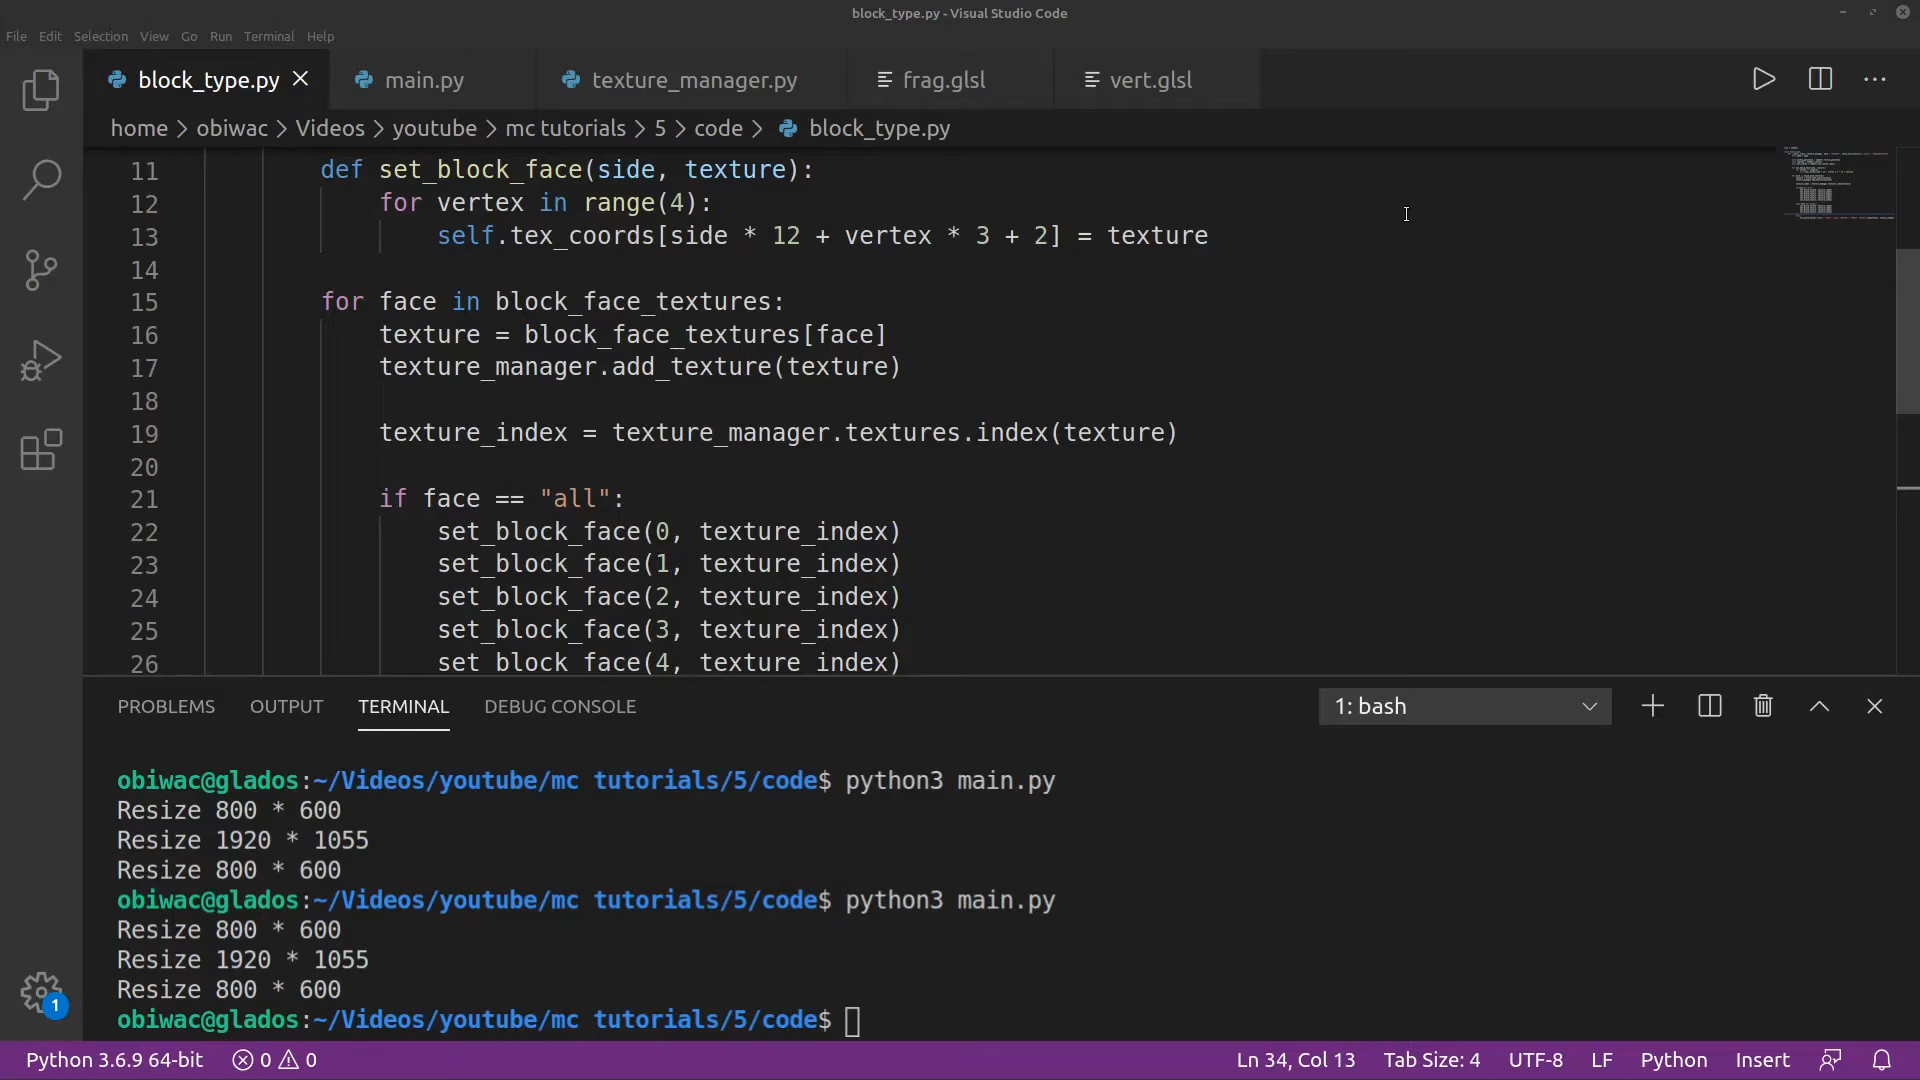 block_type.py - Visual Studio Code
File Edit Selection View Go Run Terminal Help
block_type.py main.py texture_manager.py frag.glsl vert.glsl
home > obiwac > Videos > youtube > mc tutorials > 5 > code > block_type.py
11 def set_block_face(side, texture):
12 for vertex in range(4):
13 self.tex_coords[side * 12 + vertex * 3 + 2] = texture
14
15 for face in block_face_textures:
16 texture = block_face_textures[face]
17 texture_manager.add_texture(texture)
18
19 texture_index = texture_manager.textures.index(texture)
20
21 if face == "all":
22 set_block_face(0, texture_index)
23 set_block_face(1, texture_index)
24 set_block_face(2, texture_index)
25 set_block_face(3, texture_index)
26 set_block_face(4, texture_index)
PROBLEMS OUTPUT TERMINAL DEBUG CONSOLE 1: bash
obiwac@glados:~/Videos/youtube/mc tutorials/5/code$ python3 main.py
Resize 800 * 600
Resize 1920 * 1055
Resize 800 * 600
obiwac@glados:~/Videos/youtube/mc tutorials/5/code$ python3 main.py
Resize 800 * 600
Resize 1920 * 1055
Resize 800 * 600
obiwac@glados:~/Videos/youtube/mc tutorials/5/code$
1
Python 3.6.9 64-bit 0 0 Ln 34, Col 13 Tab Size: 4 UTF-8 LF Python Insert